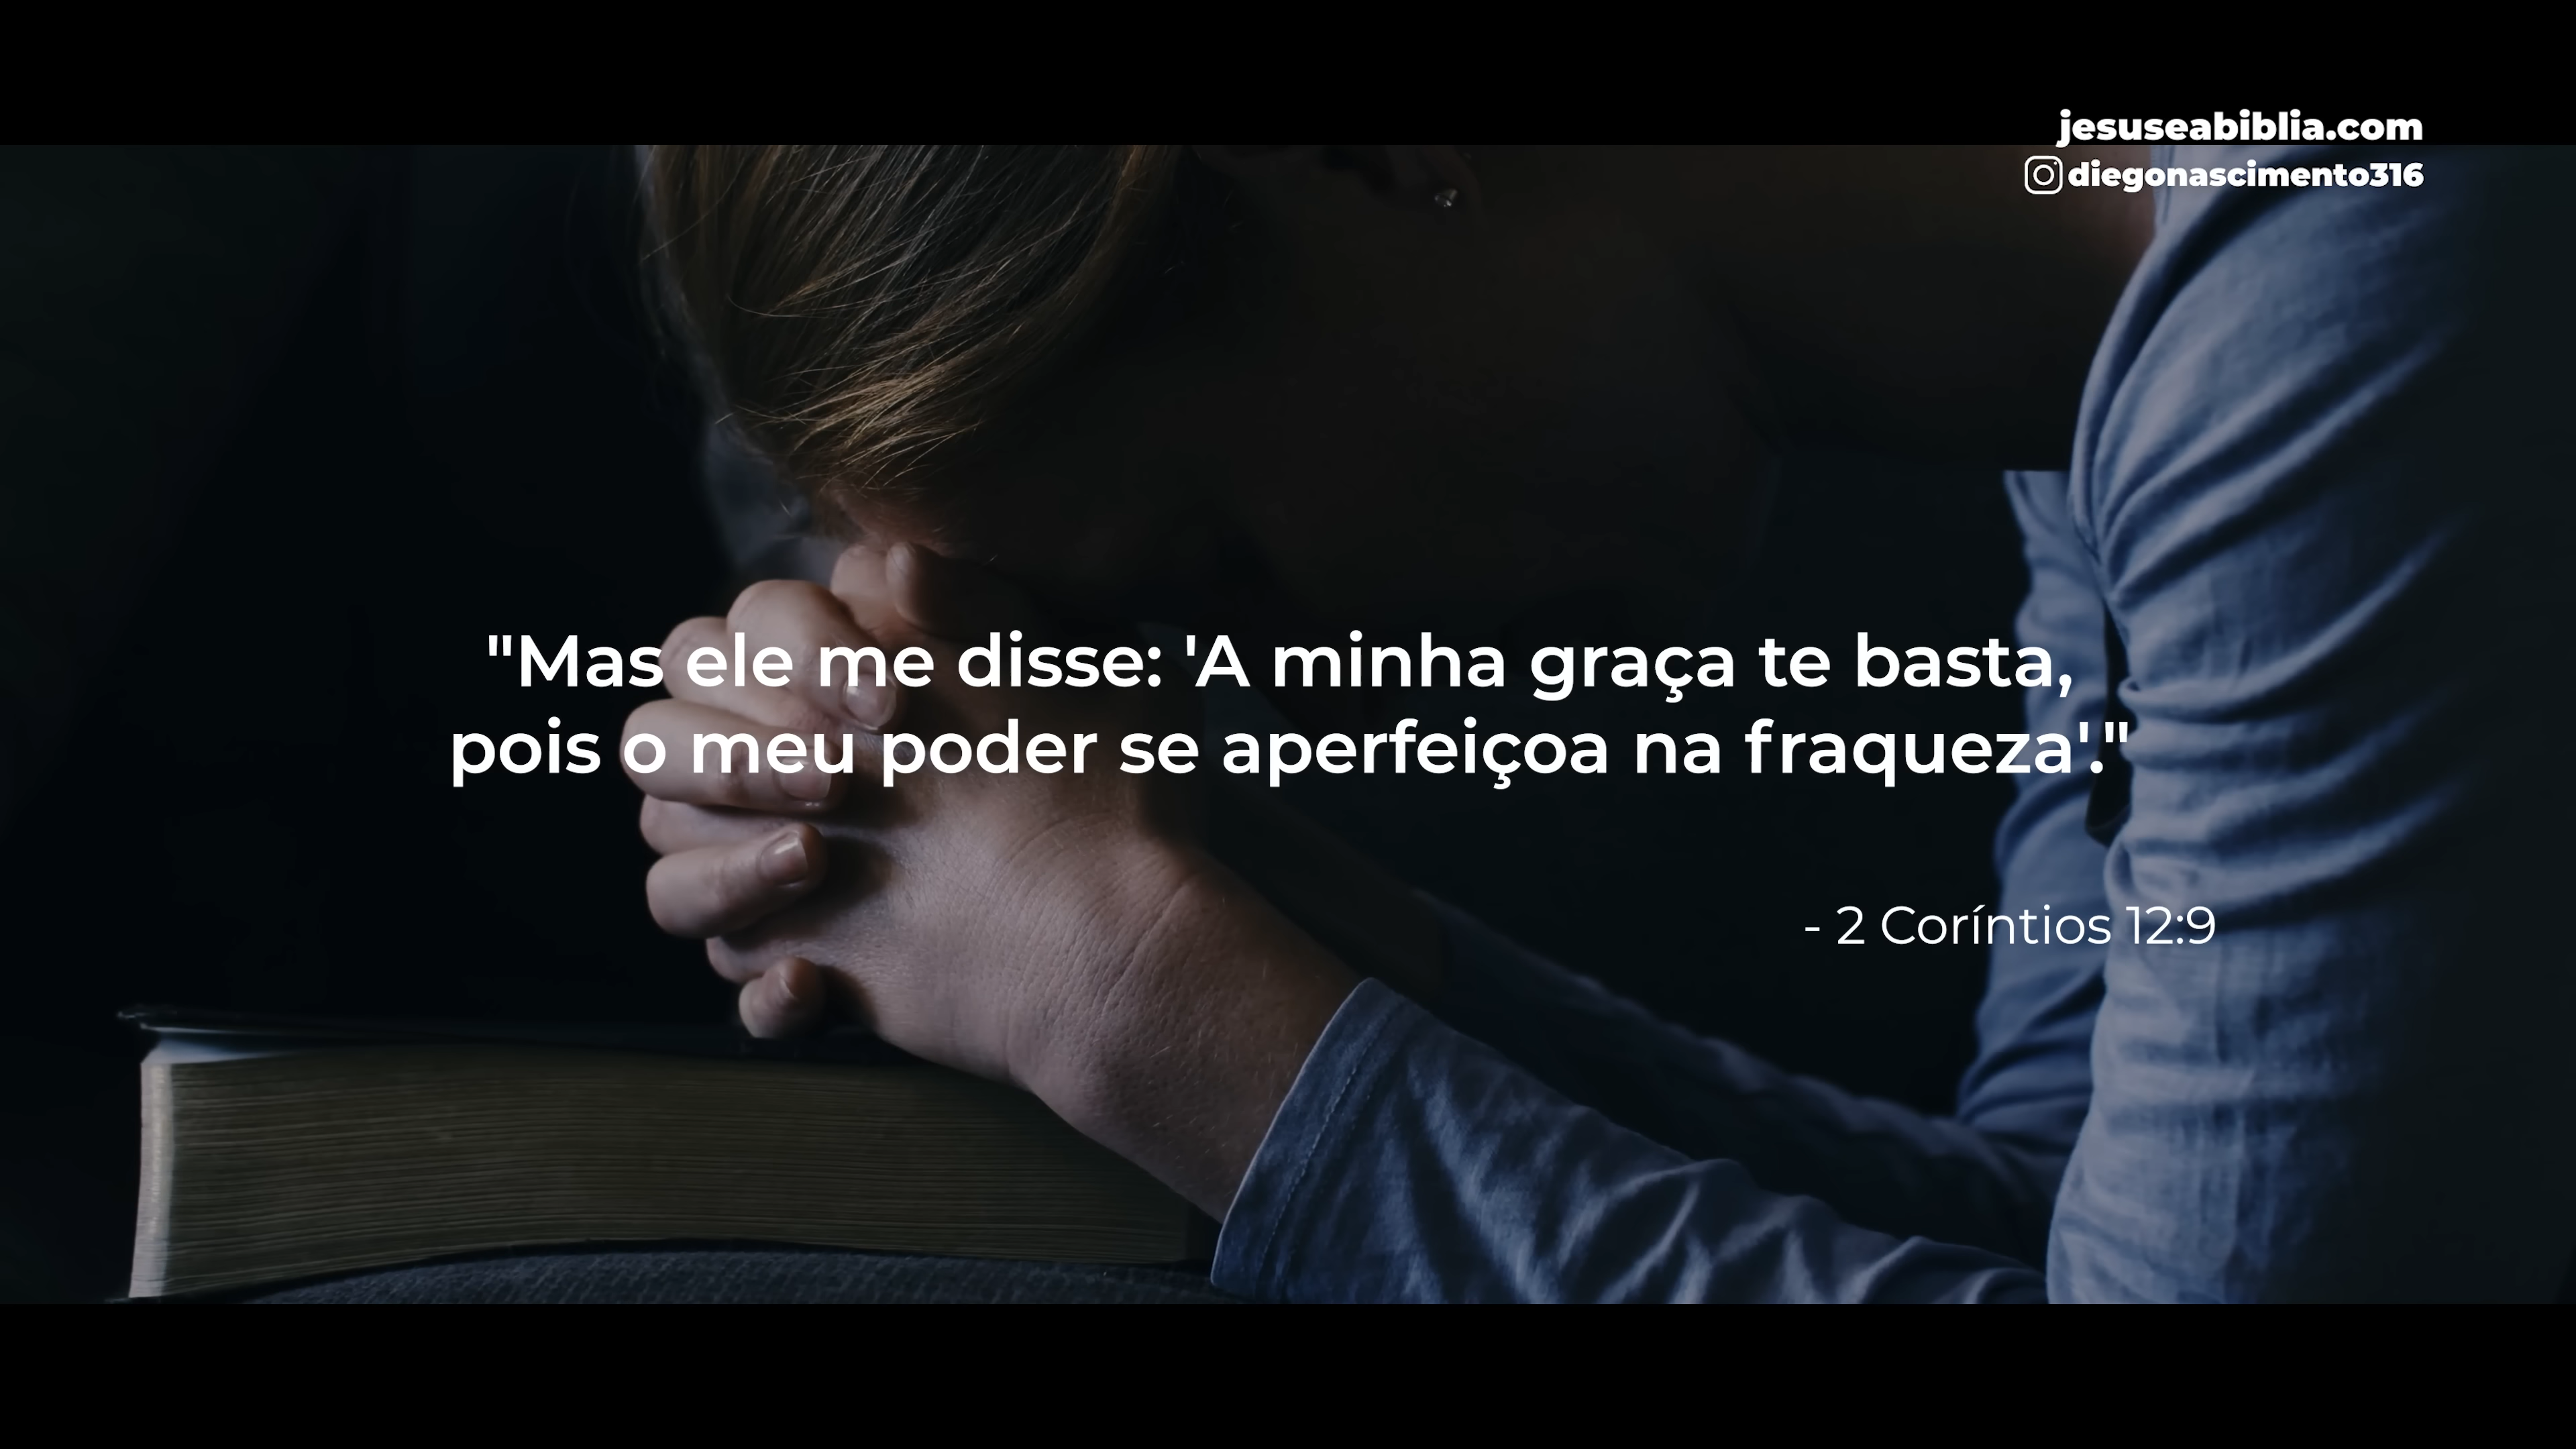 jesuseabiblia.com
diegonascimento316
"Mas ele me disse: 'A minha graça te basta,
pois o meu poder se aperfeiçoa na fraqueza'."
- 2 Coríntios 12:9